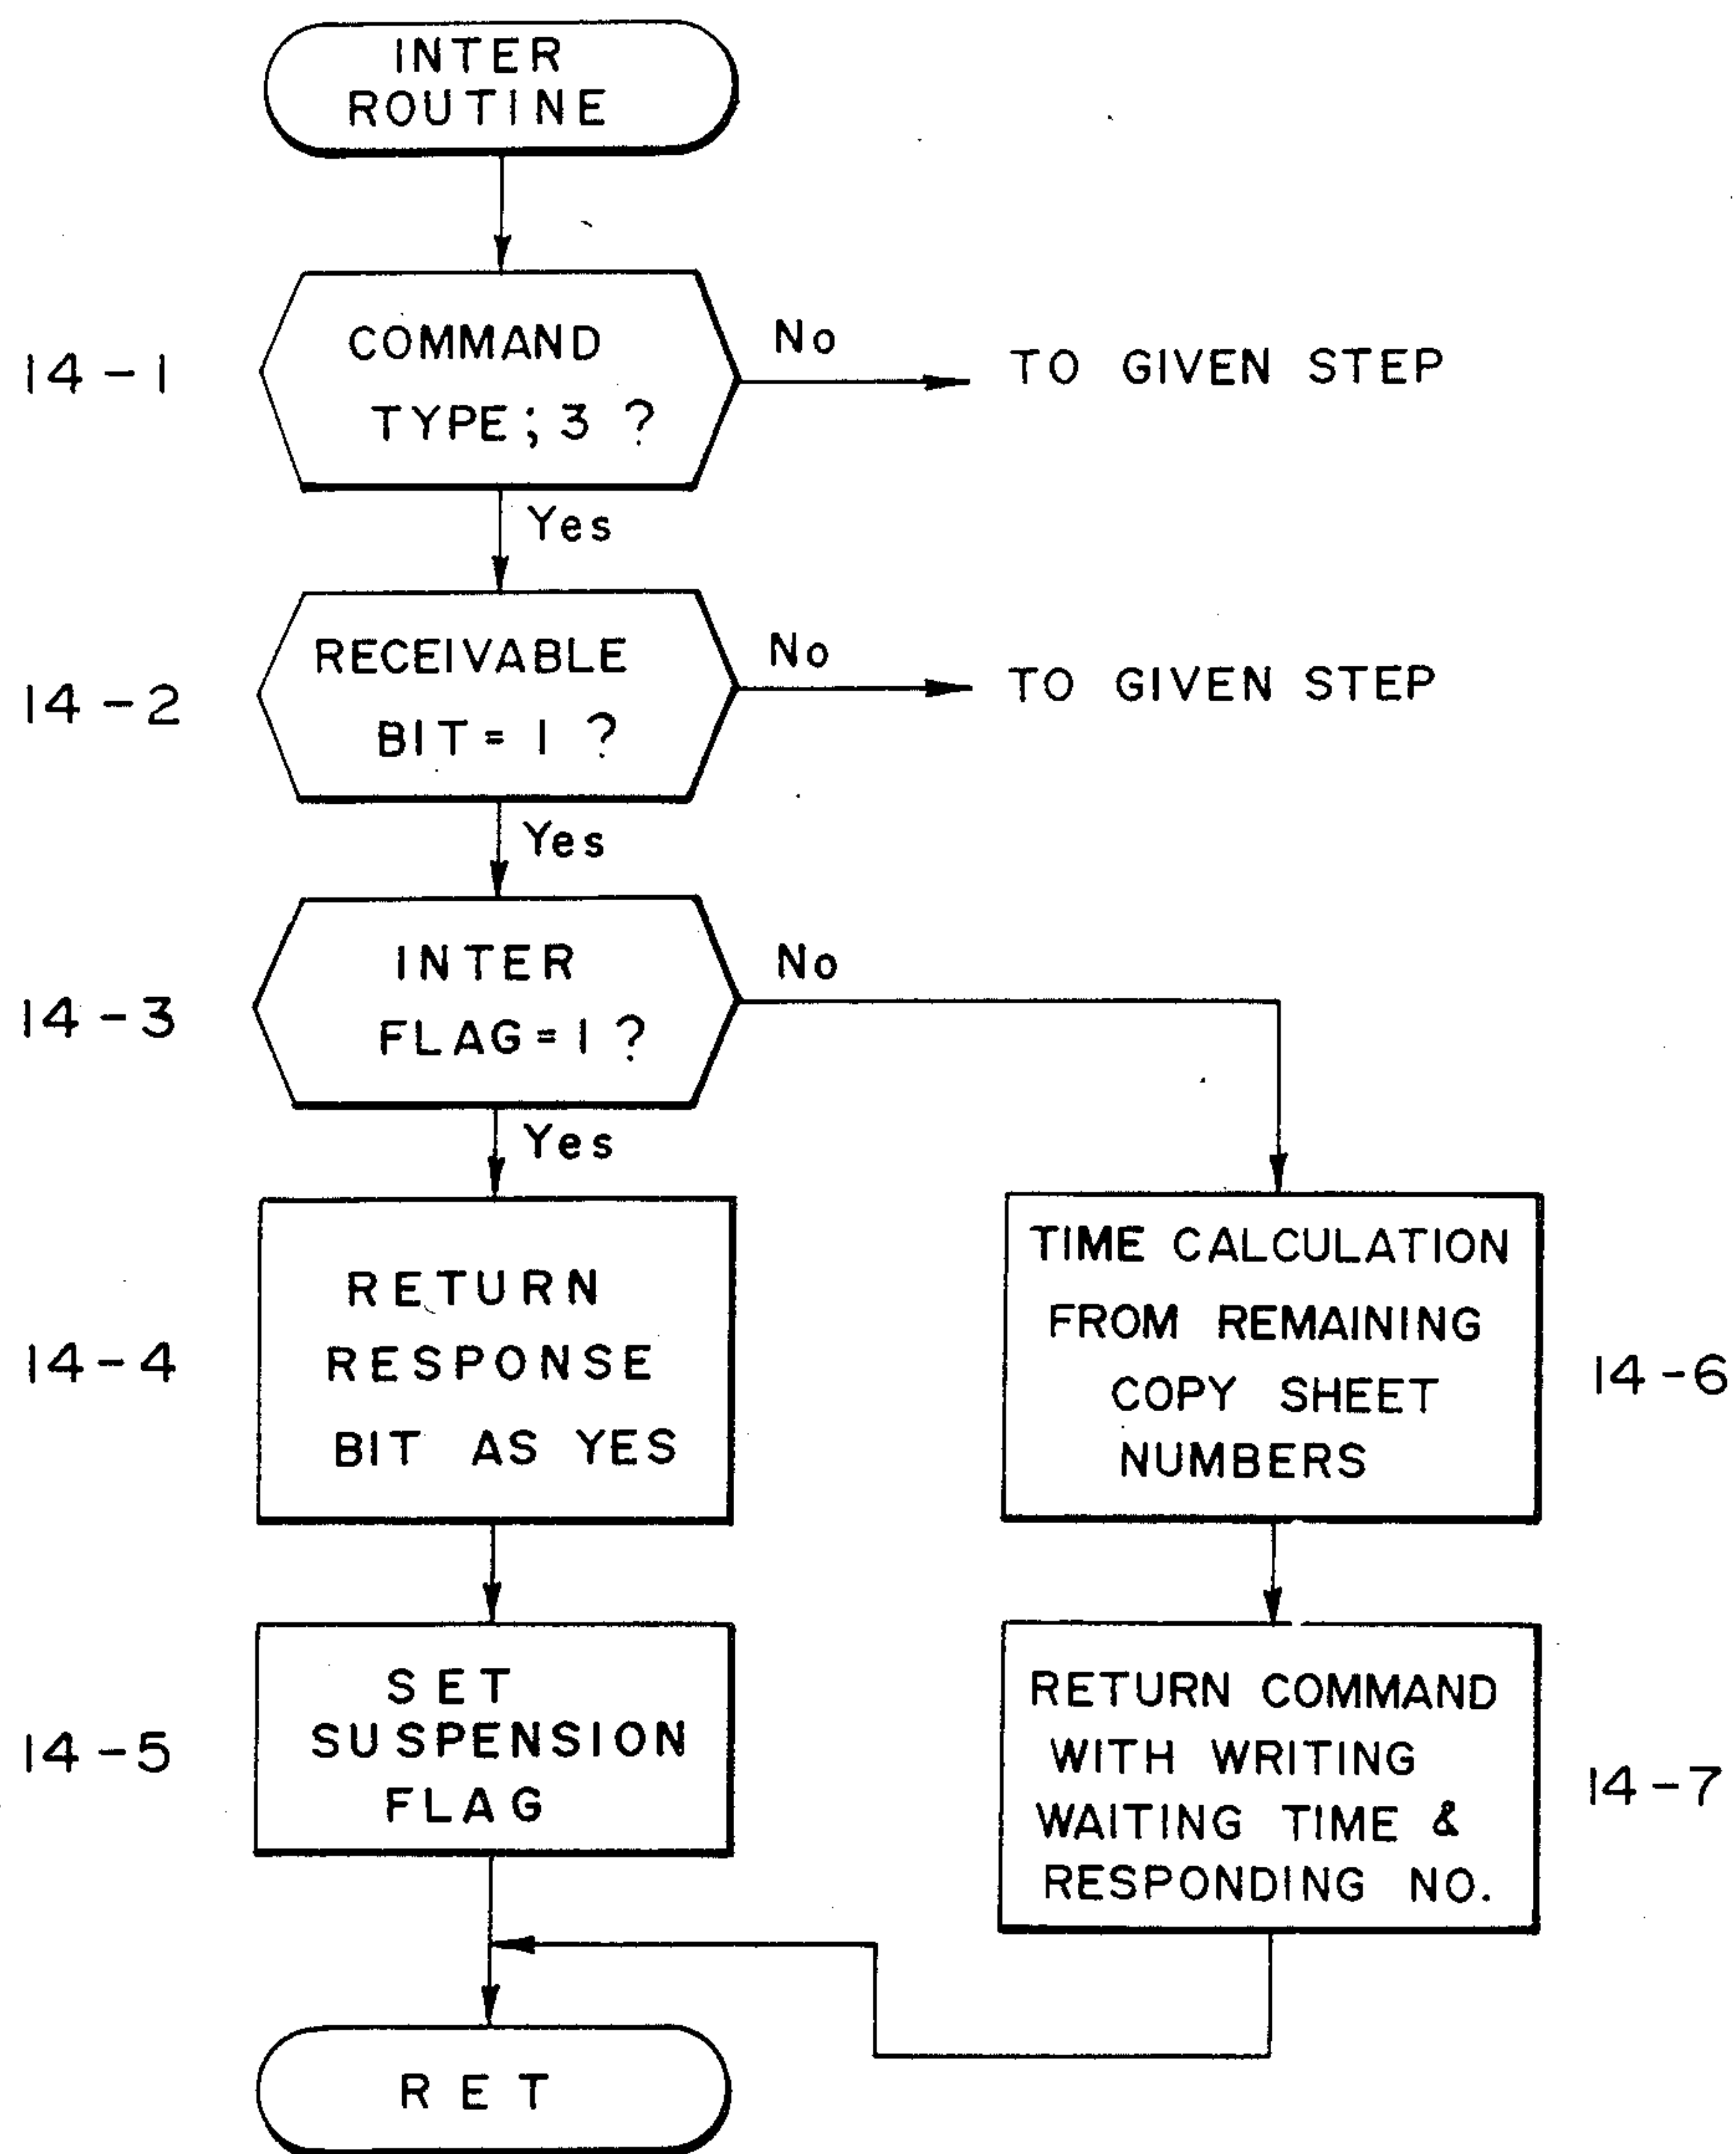 INTER
ROUTINE
14-1
COMMAND
TYPE; 3 ?
No
TO GIVEN STEP
Yes
14-2
RECEIVABLE
BIT = 1 ?
No
TO GIVEN STEP
Yes
14-3
INTER
FLAG = 1 ?
No
Yes
14-4
RETURN
RESPONSE
BIT AS YES
TIME CALCULATION
FROM REMAINING
COPY SHEET
NUMBERS
14-6
14-5
SET
SUSPENSION
FLAG
RETURN COMMAND
WITH WRITING
WAITING TIME &
RESPONDING NO.
14-7
RET